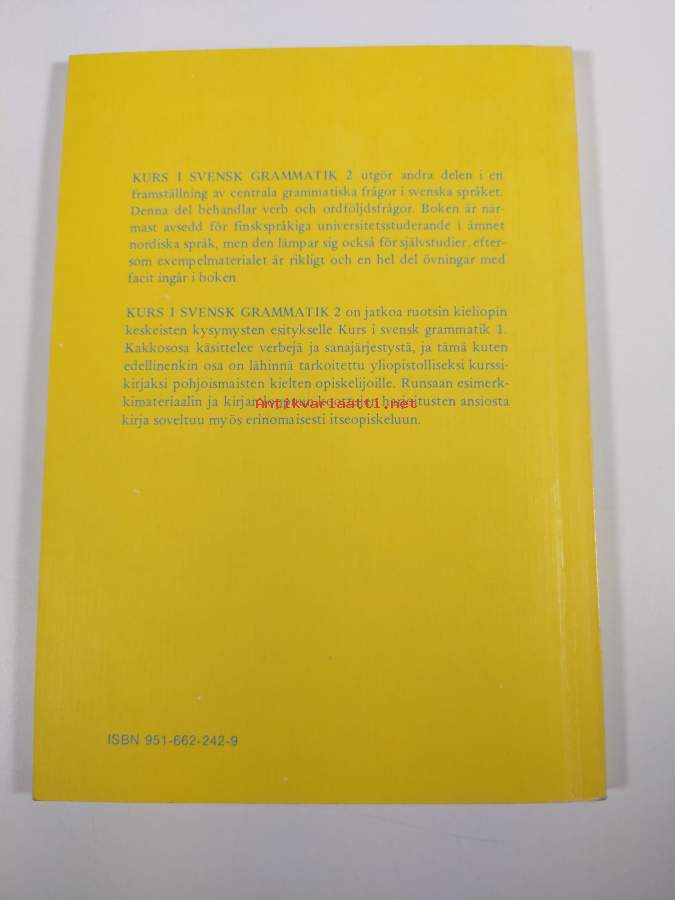 KURS I SVENSK GRAMMATIK 2 utgör andra delen i en
framställning av centrala grammatiska frågor i svenska språket.
Denna del behandlar verb och ordföljdsfrågor. Boken är när-
mast avsedd för finskspråkiga universitetsstuderande i ämnet
nordiska språk, men den lämpar sig också för självstudier, efter-
som exempelmaterialet är rikligt och en hel del övningar med
facit ingår i boken.
KURS I SVENSK GRAMMATIK 2 on jatkoa ruotsin kieliopin
keskeisten kysymysten esitykselle Kurs i svensk grammatik 1.
Kakkososa käsittelee verbejä ja sanajärjestystä, ja tämä kuten
edellinenkin osa on lähinnä tarkoitettu yliopistolliseksi kurssi-
kirjaksi pohjoismaisten kielten opiskelijoille. Runsaan esimerk-
kimateriaalin ja kirjan harjoitusten ansiosta
Antikvariaatti.net
kirja soveltuu myös erinomaisesti itseopiskeluun.
ISBN 951-662-242-9